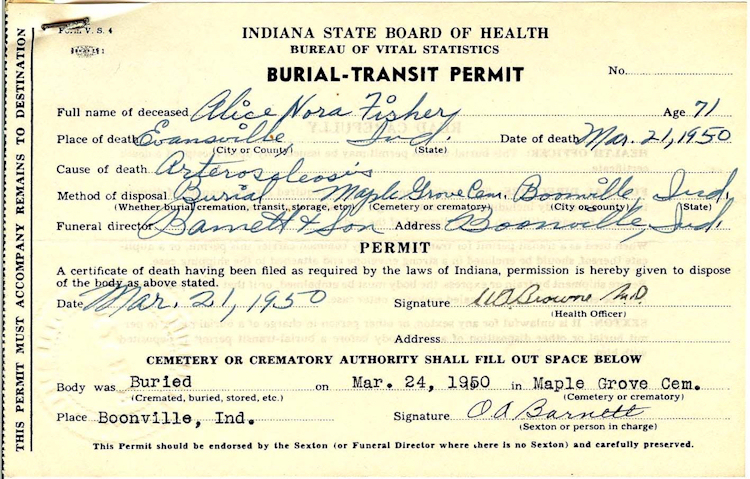 Form V. S. 4
INDIANA STATE BOARD OF HEALTH
BUREAU OF VITAL STATISTICS
BURIAL-TRANSIT PERMIT
No.
Full name of deceased Alice Nora Fisher Age 71
Place of death Evansville, Ind. Date of death Mar. 21, 1950
(City or County) (State)
Cause of death Arterosclerosis
Method of disposal Burial Maple Grove Cem. Boonville, Ind.
(Whether burial, cremation, transit, storage, etc.) (Cemetery or crematory) (City or county) (State)
Funeral director Barnett & Son Address Boonville, Ind.
PERMIT
A certificate of death having been filed as required by the laws of Indiana, permission is hereby given to dispose
of the body as above stated.
Date Mar. 21, 1950 Signature Browne M.D.
(Health Officer)
Address
CEMETERY OR CREMATORY AUTHORITY SHALL FILL OUT SPACE BELOW
Body was Buried on Mar. 24, 1950 in Maple Grove Cem.
(Cremated, buried, stored, etc.) (Cemetery or crematory)
Place Boonville, Ind. Signature O A Barnett
(Sexton or person in charge)
This Permit should be endorsed by the Sexton (or Funeral Director where there is no Sexton) and carefully preserved.
THIS PERMIT MUST ACCOMPANY REMAINS TO DESTINATION